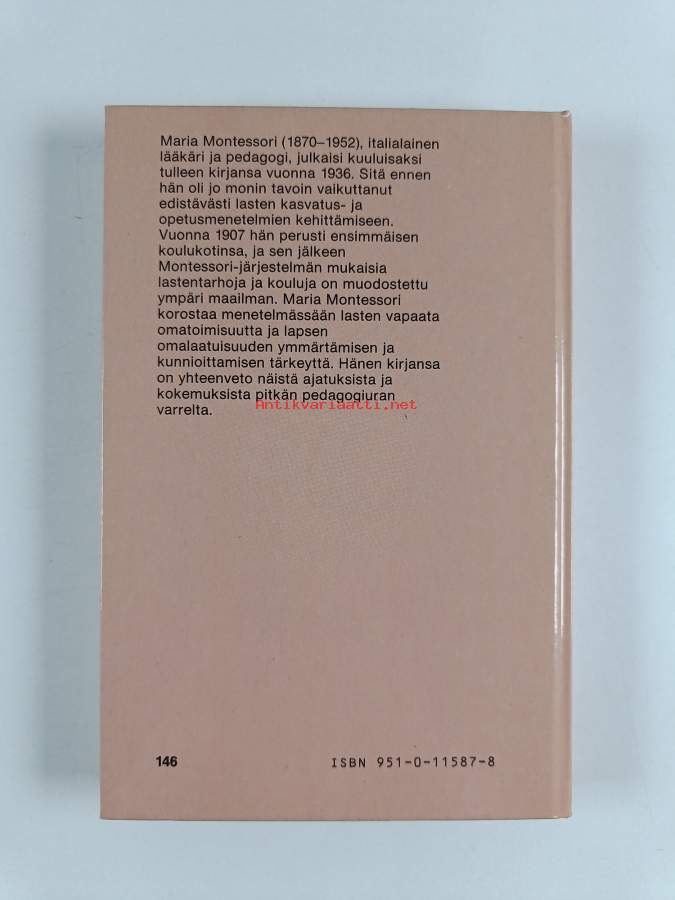 Maria Montessori (1870–1952), italialainen
lääkäri ja pedagogi, julkaisi kuuluisaksi
tulleen kirjansa vuonna 1936. Sitä ennen
hän oli jo monin tavoin vaikuttanut
edistävästi lasten kasvatus- ja
opetusmenetelmien kehittämiseen.
Vuonna 1907 hän perusti ensimmäisen
koulukotinsa, ja sen jälkeen
Montessori-järjestelmän mukaisia
lastentarhoja ja kouluja on muodostettu
ympäri maailman. Maria Montessori
korostaa menetelmässään lasten vapaata
omatoimisuutta ja lapsen
omalaatuisuuden ymmärtämisen ja
kunnioittamisen tärkeyttä. Hänen kirjansa
on yhteenveto näistä ajatuksista ja
kokemuksista pitkän pedagogiuran
Antikvariaatti.net
varrelta.
146
ISBN 951-0-11587-8